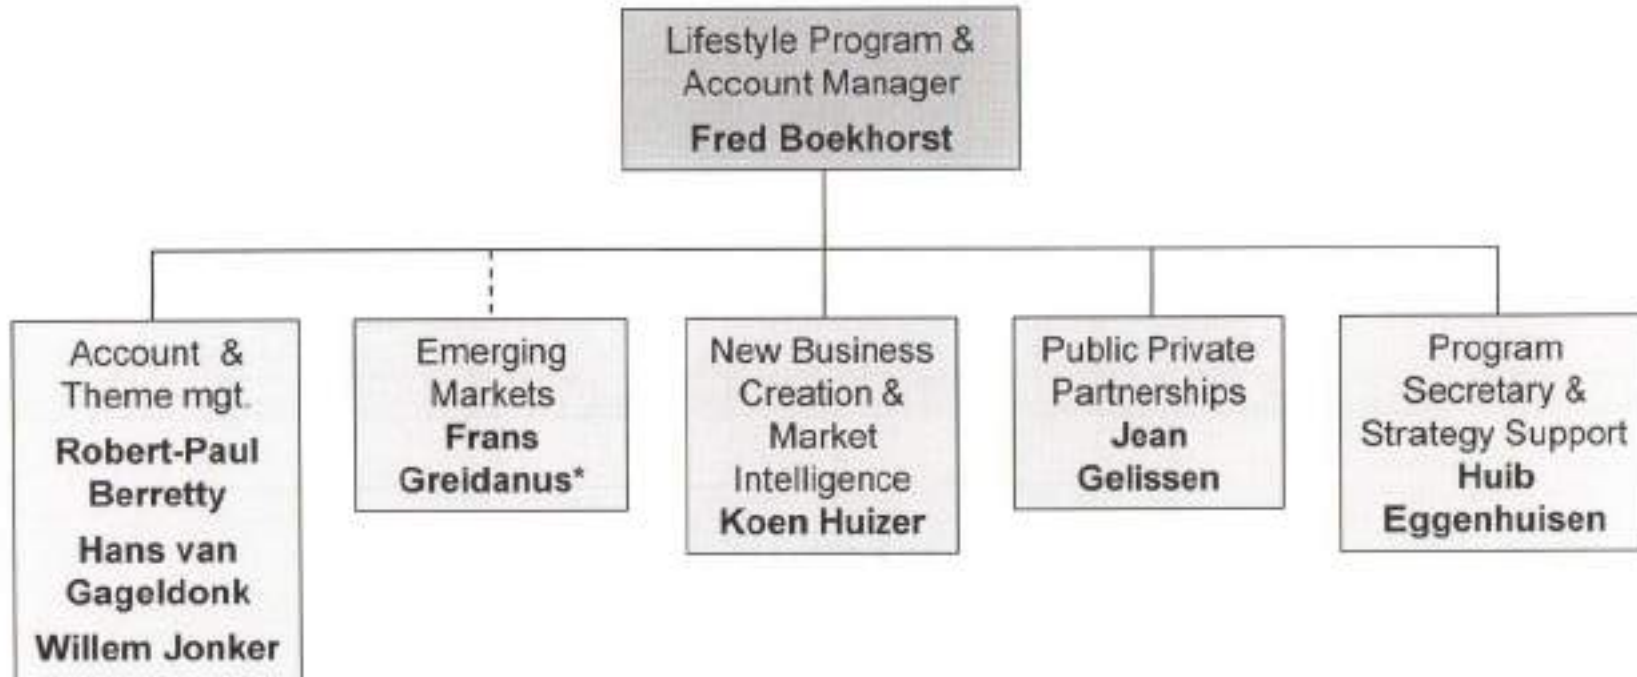 Lifestyle Program &
Account Manager
Fred Boekhorst
Account &
Theme mgt.
Robert-Paul
Berretty
Hans van
Gageldonk
Willem Jonker
Emerging
Markets
Frans
Greidanus*
New Business
Creation &
Market
Intelligence
Koen Huizer
Public Private
Partnerships
Jean
Gelissen
Program
Secretary &
Strategy Support
Huib
Eggenhuisen